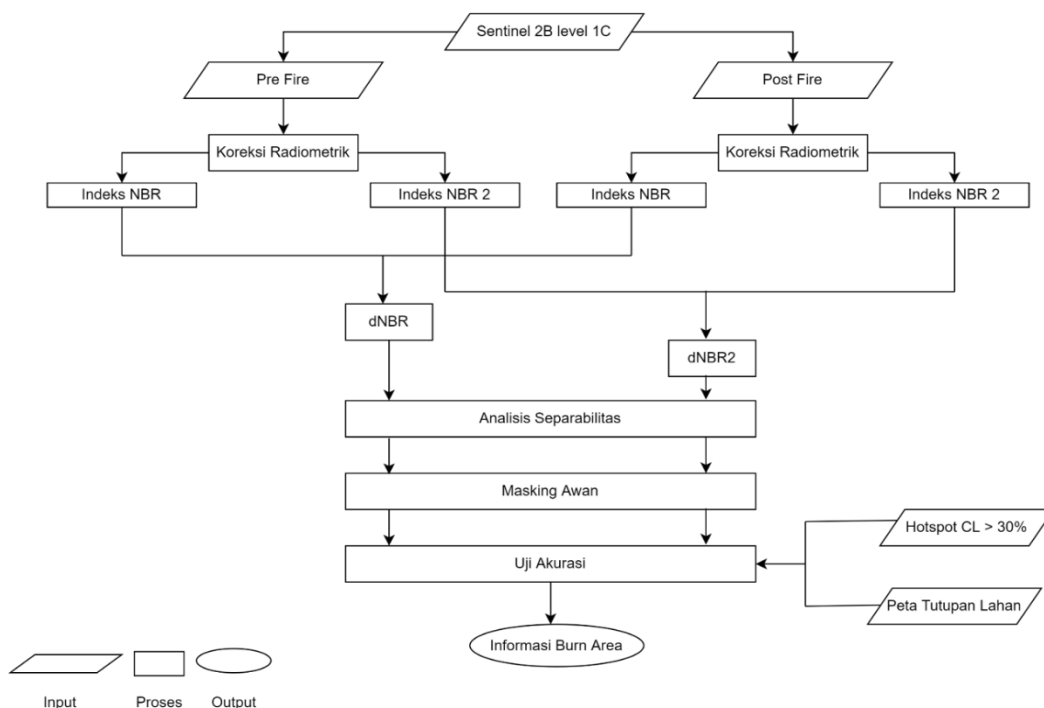 Sentinel 2B level 1C
Pre Fire
Post Fire
Koreksi Radiometrik
Koreksi Radiometrik
Indeks NBR
Indeks NBR 2
Indeks NBR
Indeks NBR 2
dNBR
dNBR2
Analisis Separabilitas
Masking Awan
Hotspot CL > 30%
Uji Akurasi
Peta Tutupan Lahan
Informasi Burn Area
Input
Proses
Output